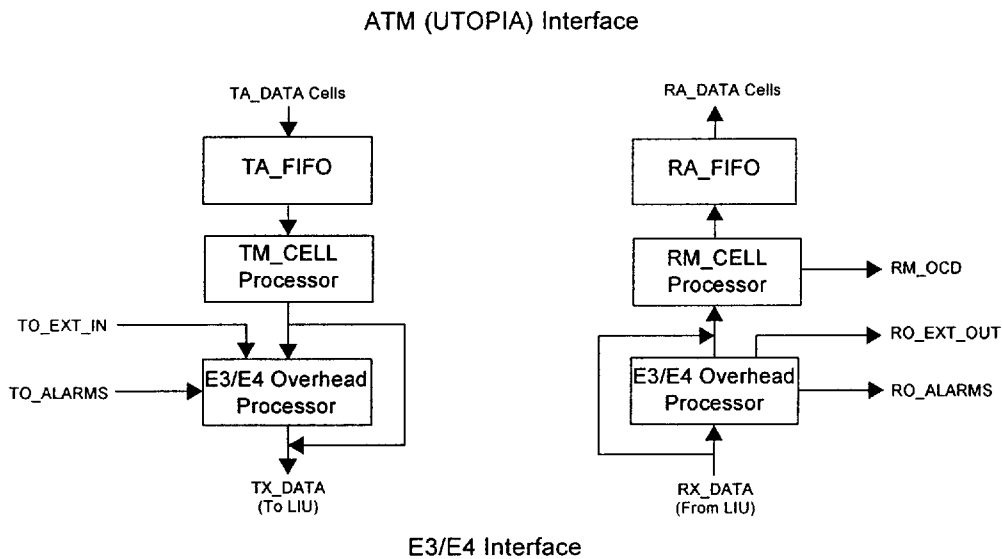 ATM (UTOPIA) Interface
TA_DATA Cells
TA_FIFO
TM_CELL
Processor
TO_EXT_IN
TO_ALARMS
E3/E4 Overhead
Processor
TX_DATA
(To LIU)
RA_DATA Cells
RA_FIFO
RM_CELL
Processor
RM_OCD
RO_EXT_OUT
E3/E4 Overhead
Processor
RO_ALARMS
RX_DATA
(From LIU)
E3/E4 Interface